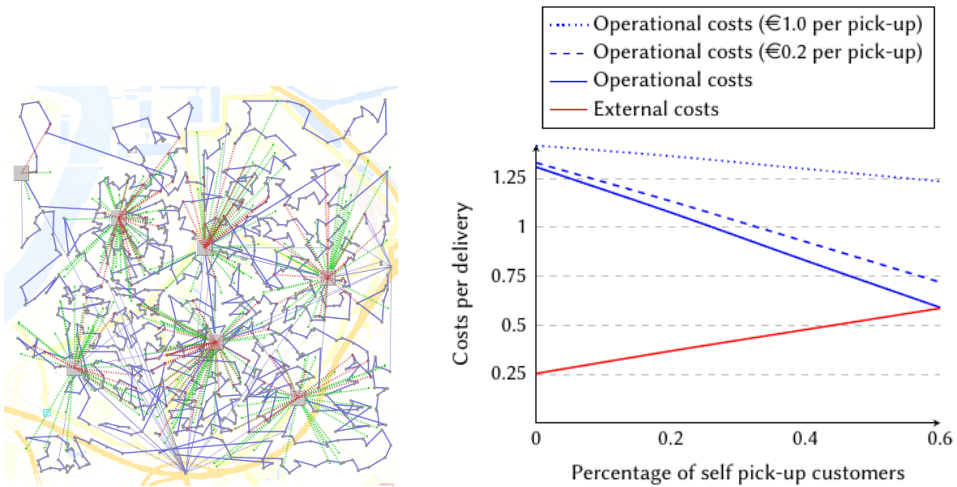 Operational costs (€1.0 per pick-up)
Operational costs (€0.2 per pick-up)
Operational costs
External costs
1.25
1
0.75
0.5
0.25
Costs per delivery
0 0.2 0.4 0.6
Percentage of self pick-up customers